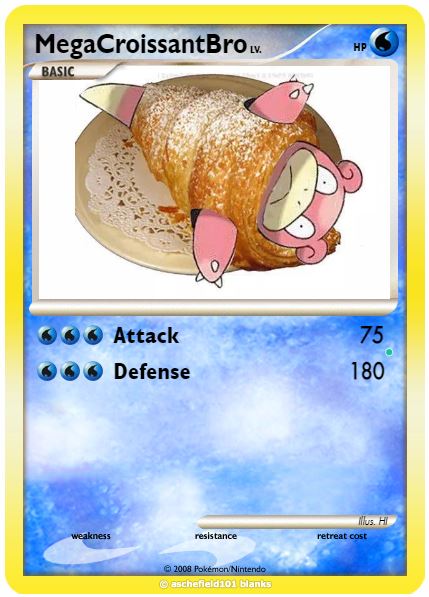 MegaCroissantBro LV. HP
BASIC
Attack 75
Defense 180
Illus. HI
weakness resistance retreat cost
© 2008 Pokémon/Nintendo
© aschefield101 blanks